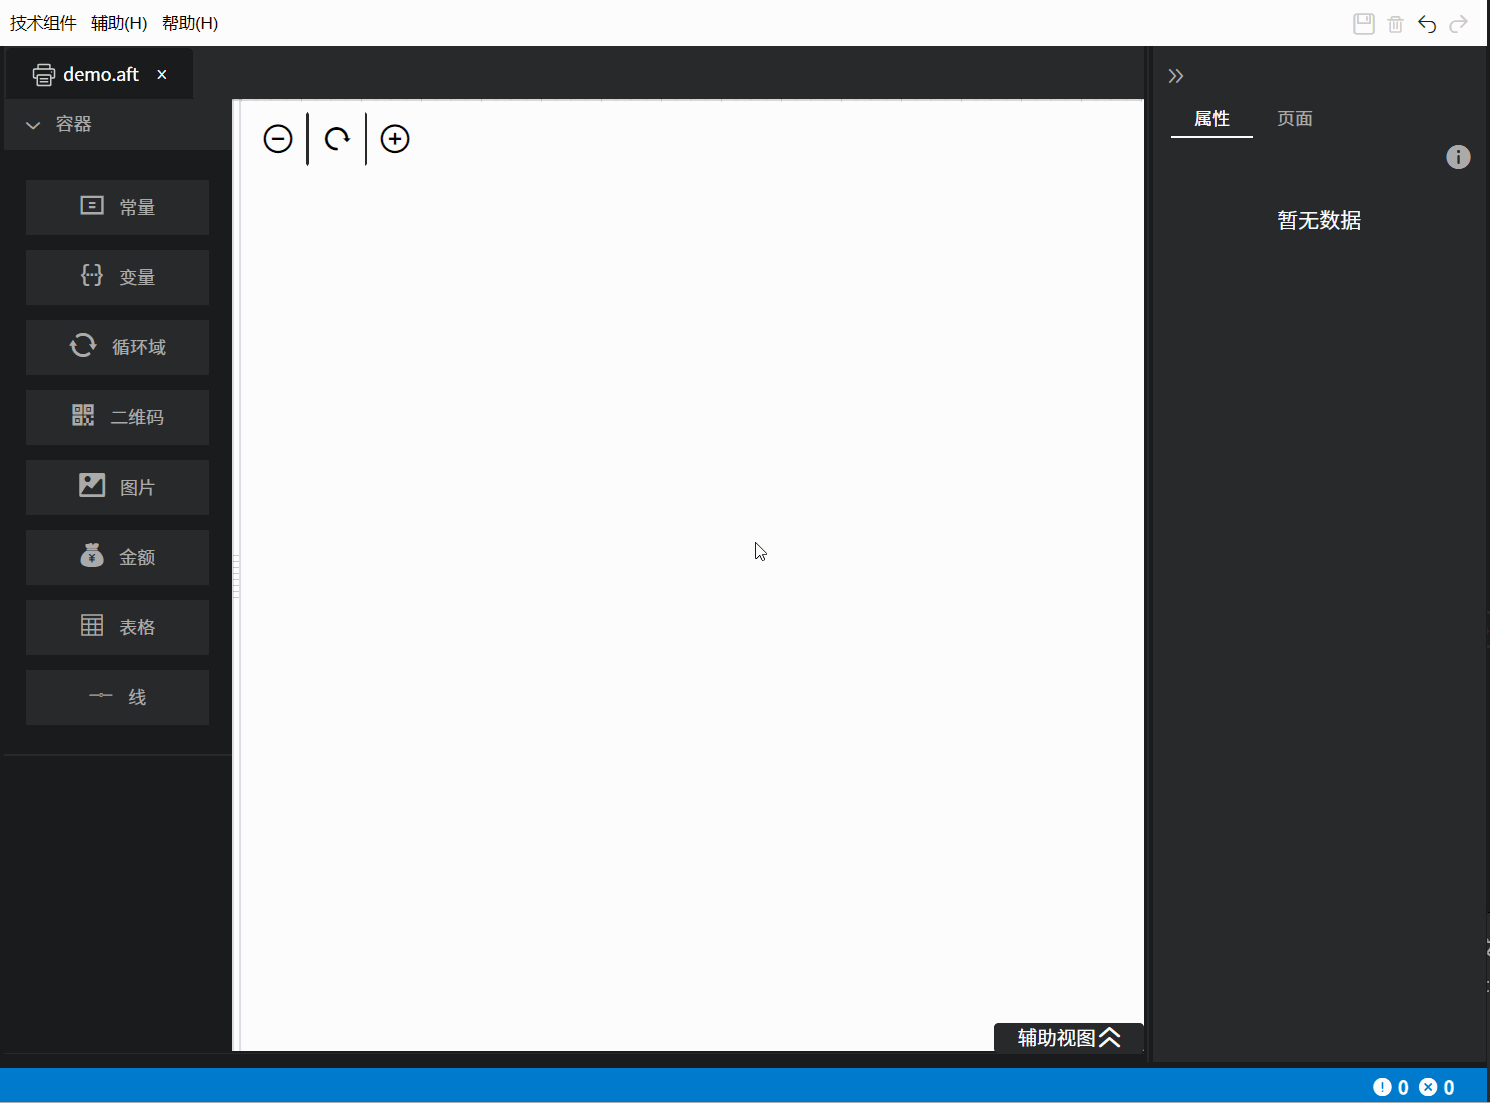 技术组件 辅助(H) 帮助(H)
demo.aft ×
容器
常量
变量
循环域
二维码
图片
金额
表格
线
属性 页面
暂无数据
辅助视图
0 0